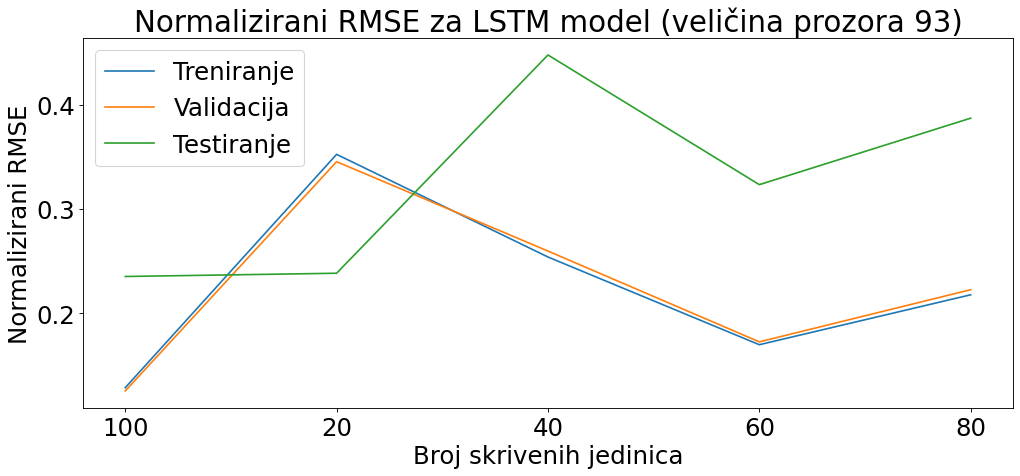 Normalizirani RMSE za LSTM model (veličina prozora 93)
Treniranje
Validacija
Testiranje
Normalizirani RMSE
0.4
0.3
0.2
100 20 40 60 80
Broj skrivenih jedinica